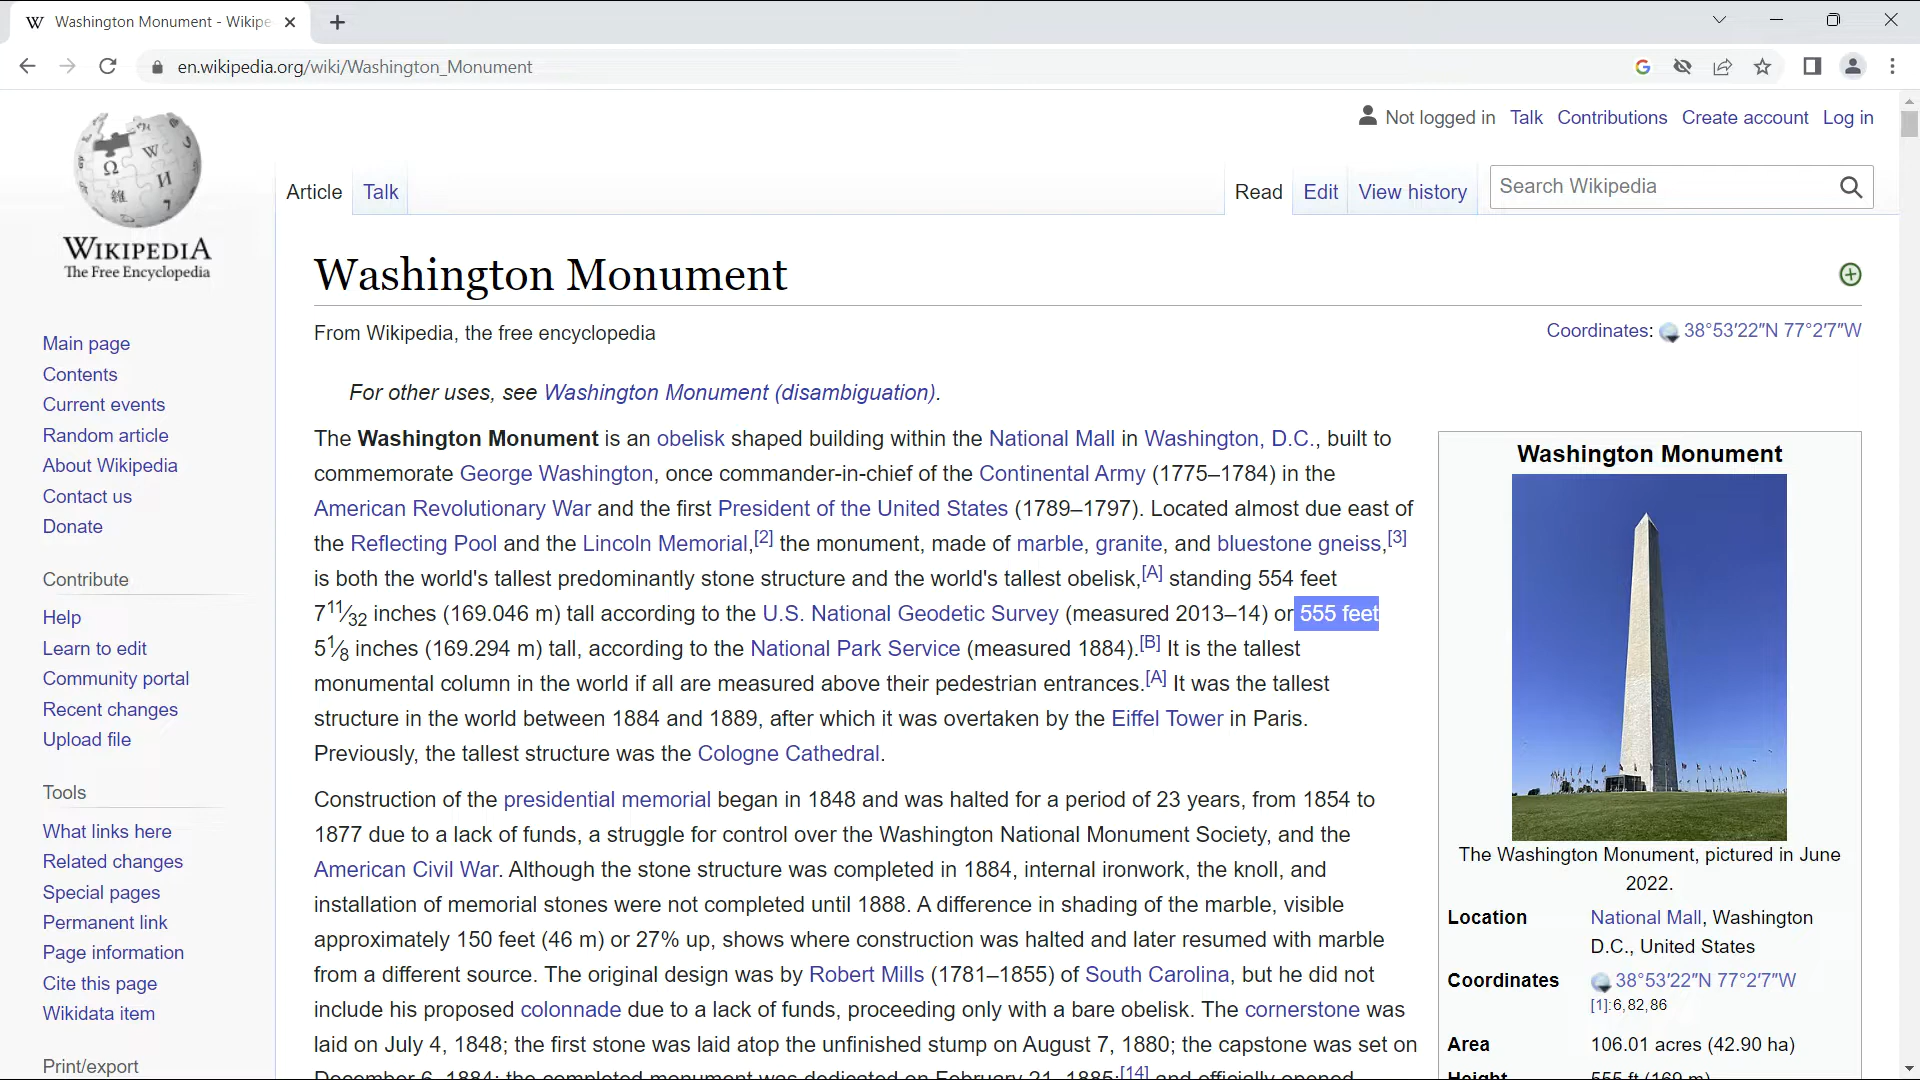 Washington Monument - Wikipe
en.wikipedia.org/wiki/Washington_Monument
Not logged in Talk Contributions Create account Log in
Article Talk Read Edit View history Search Wikipedia
WIKIPEDIA
The Free Encyclopedia
Main page
Contents
Current events
Random article
About Wikipedia
Contact us
Donate
Contribute
Help
Learn to edit
Community portal
Recent changes
Upload file
Tools
What links here
Related changes
Special pages
Permanent link
Page information
Cite this page
Wikidata item
Print/export
Washington Monument
From Wikipedia, the free encyclopedia
Coordinates: 38°53′22″N 77°2′7″W
For other uses, see Washington Monument (disambiguation).
The Washington Monument is an obelisk shaped building within the National Mall in Washington, D.C., built to
commemorate George Washington, once commander-in-chief of the Continental Army (1775–1784) in the
American Revolutionary War and the first President of the United States (1789–1797). Located almost due east of
the Reflecting Pool and the Lincoln Memorial,[2] the monument, made of marble, granite, and bluestone gneiss,[3]
is both the world's tallest predominantly stone structure and the world's tallest obelisk,[A] standing 554 feet
7 11⁄32 inches (169.046 m) tall according to the U.S. National Geodetic Survey (measured 2013–14) or 555 feet
5 1⁄8 inches (169.294 m) tall, according to the National Park Service (measured 1884).[B] It is the tallest
monumental column in the world if all are measured above their pedestrian entrances.[A] It was the tallest
structure in the world between 1884 and 1889, after which it was overtaken by the Eiffel Tower in Paris.
Previously, the tallest structure was the Cologne Cathedral.
Construction of the presidential memorial began in 1848 and was halted for a period of 23 years, from 1854 to
1877 due to a lack of funds, a struggle for control over the Washington National Monument Society, and the
American Civil War. Although the stone structure was completed in 1884, internal ironwork, the knoll, and
installation of memorial stones were not completed until 1888. A difference in shading of the marble, visible
approximately 150 feet (46 m) or 27% up, shows where construction was halted and later resumed with marble
from a different source. The original design was by Robert Mills (1781–1855) of South Carolina, but he did not
include his proposed colonnade due to a lack of funds, proceeding only with a bare obelisk. The cornerstone was
laid on July 4, 1848; the first stone was laid atop the unfinished stump on August 7, 1880; the capstone was set on
December 6, 1884; the completed monument was dedicated on February 21, 1885;[14] and officially opened
Washington Monument
The Washington Monument, pictured in June
2022.
Location National Mall, Washington
D.C., United States
Coordinates 38°53′22″N 77°2′7″W
[1]:6,82,86
Area 106.01 acres (42.90 ha)
Height 555 ft (169 m)